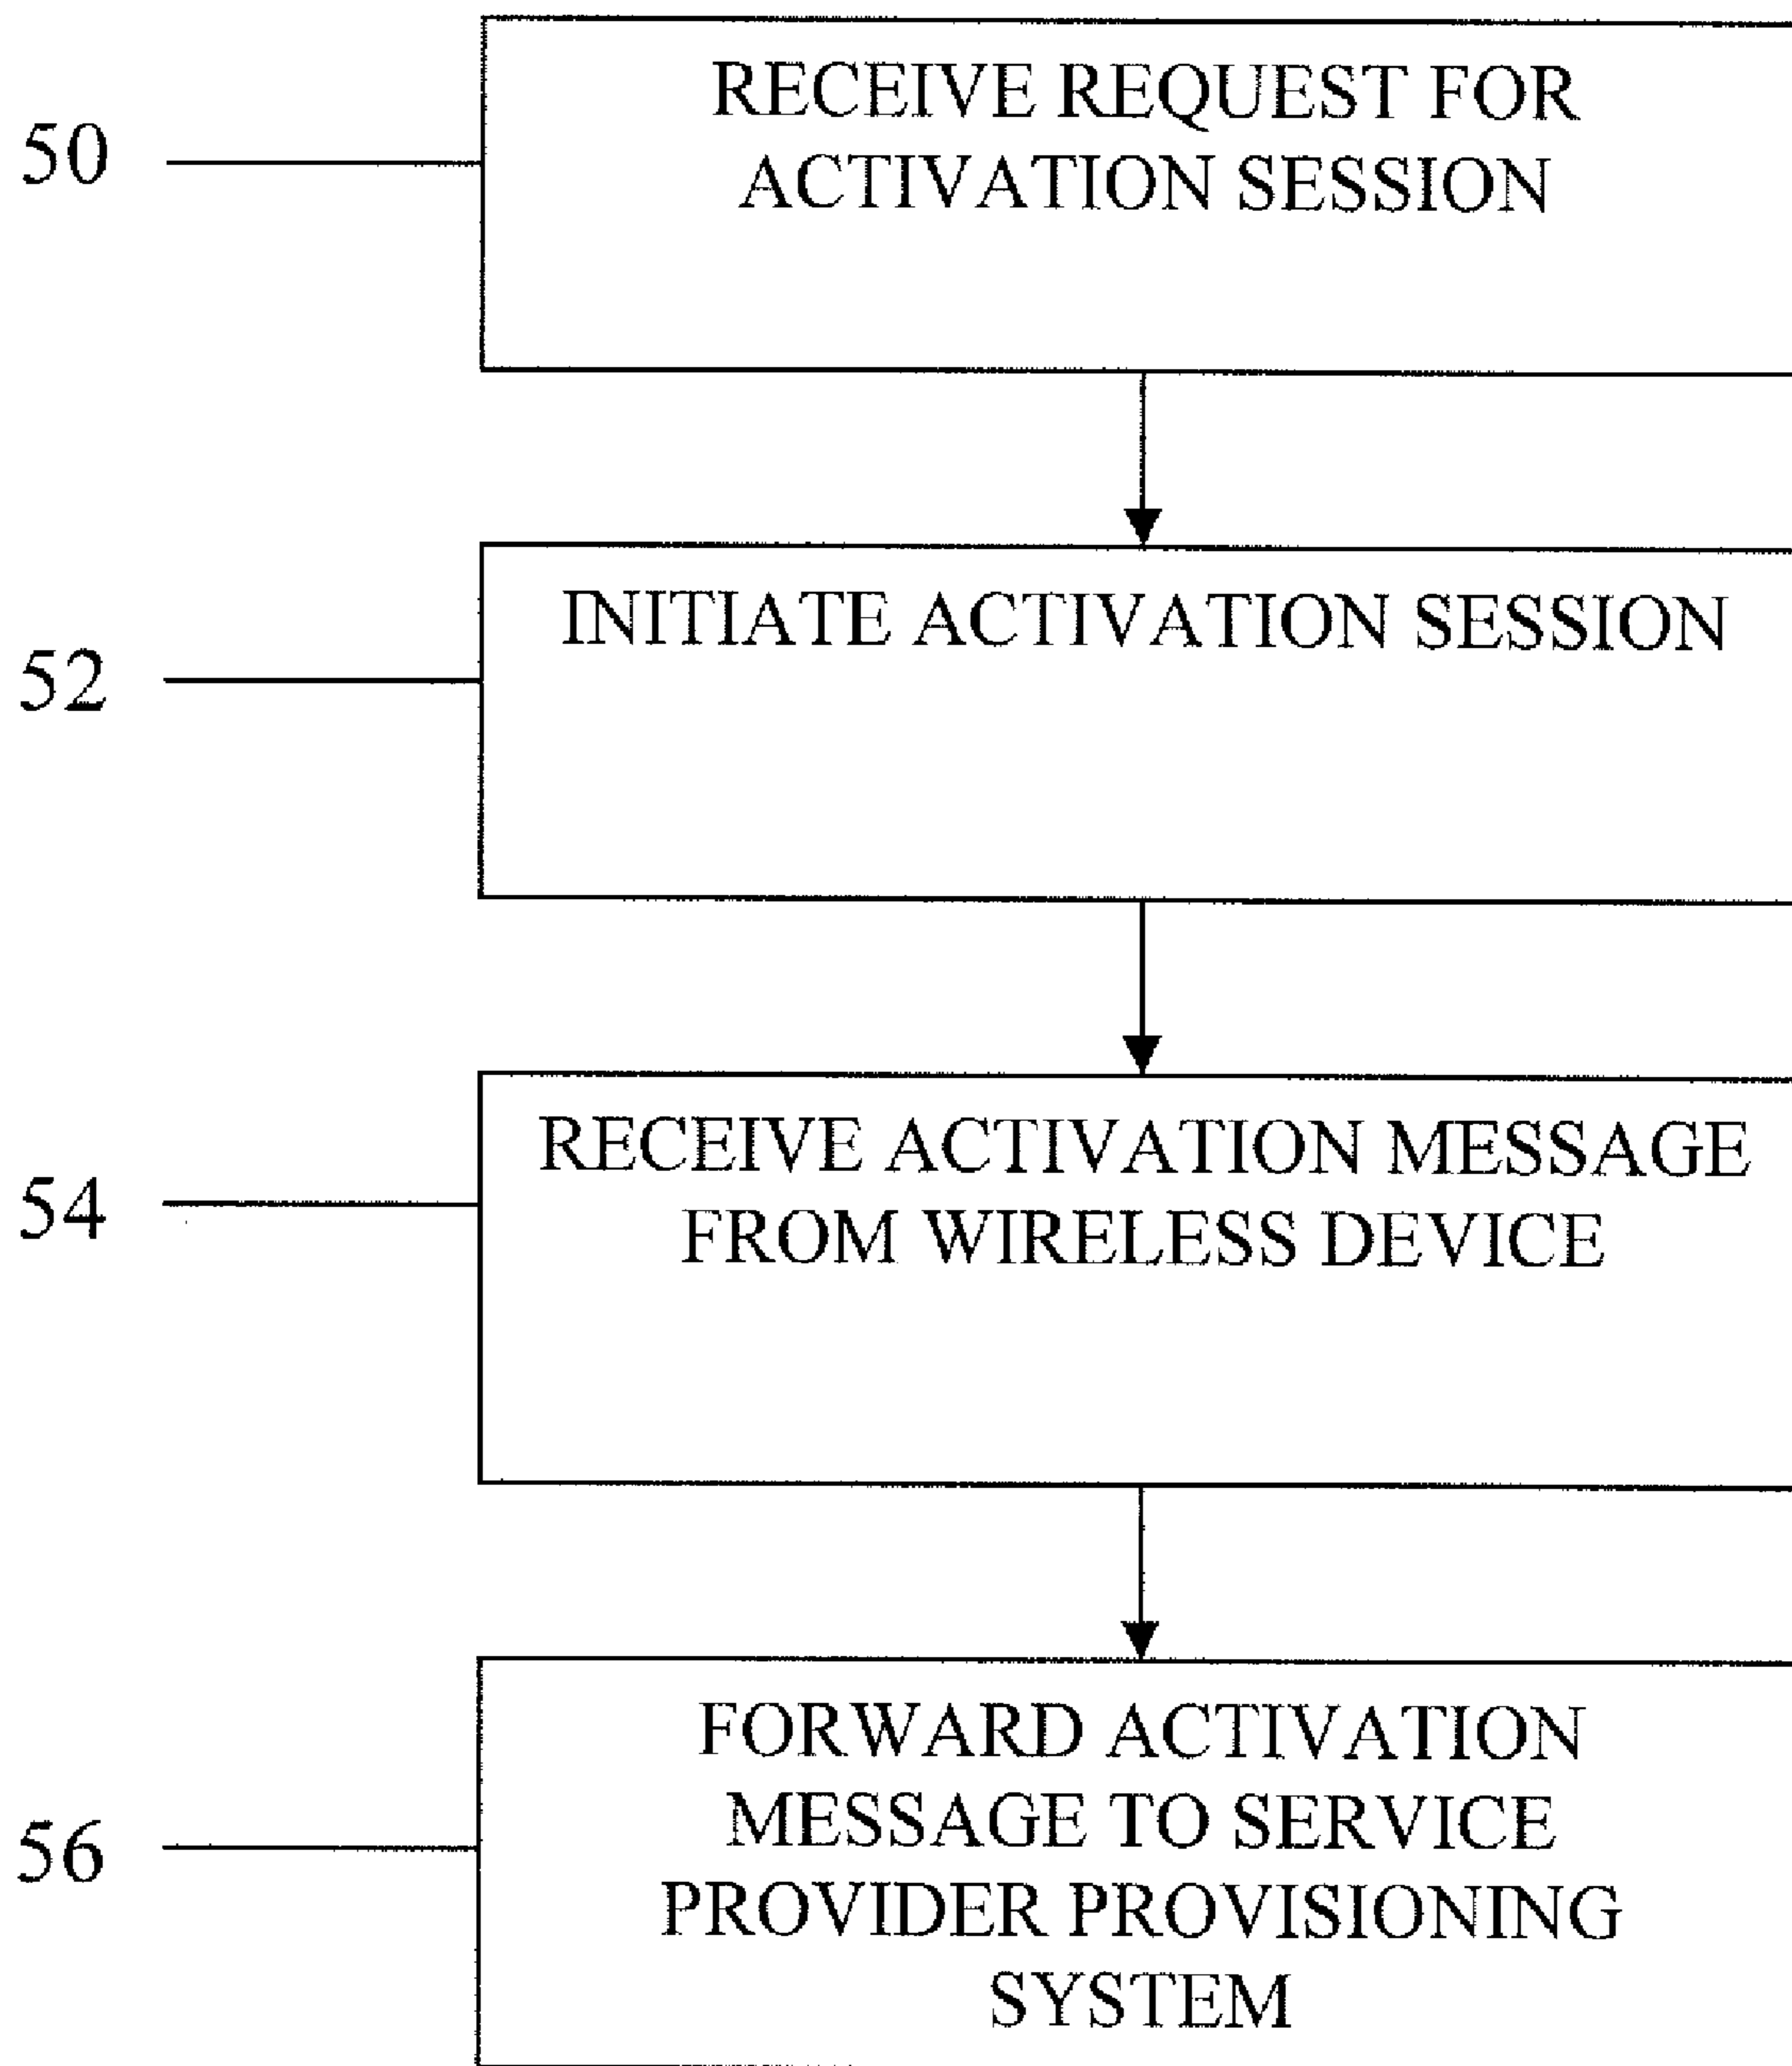 50
RECEIVE REQUEST FOR
ACTIVATION SESSION
52
INITIATE ACTIVATION SESSION
54
RECEIVE ACTIVATION MESSAGE
FROM WIRELESS DEVICE
56
FORWARD ACTIVATION
MESSAGE TO SERVICE
PROVIDER PROVISIONING
SYSTEM